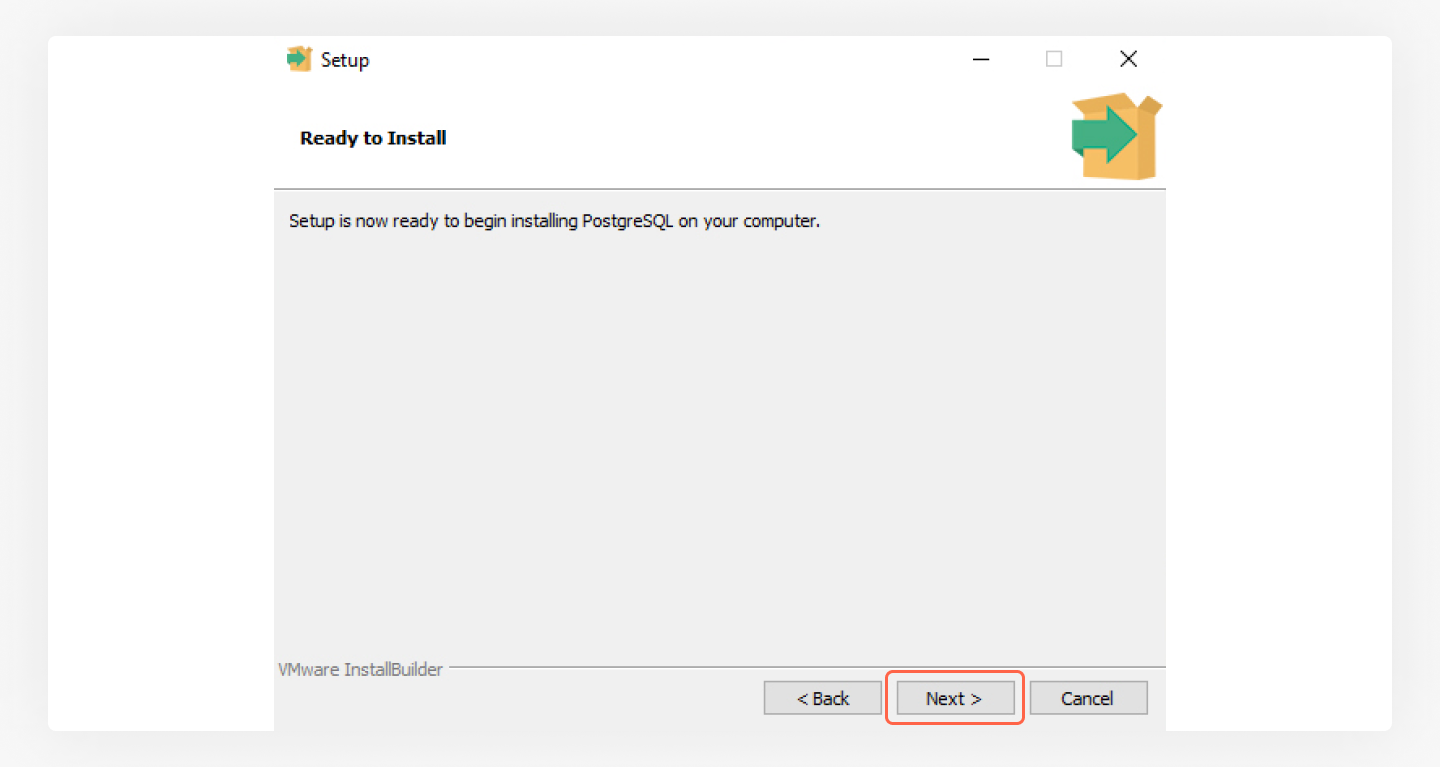 Setup
Ready to Install
Setup is now ready to begin installing PostgreSQL on your computer.
VMware InstallBuilder
< Back
Next >
Cancel